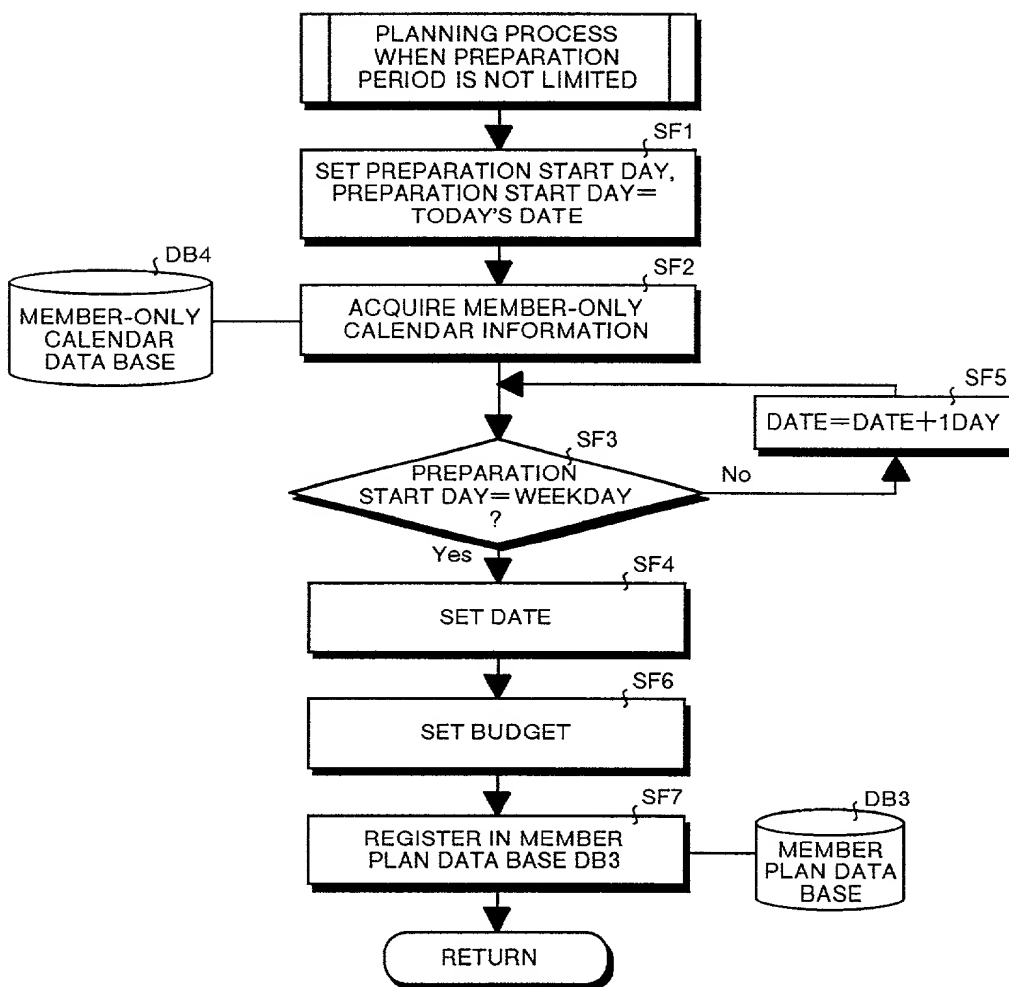 PLANNING PROCESS
WHEN PREPARATION
PERIOD IS NOT LIMITED
SF1
SET PREPARATION START DAY,
PREPARATION START DAY=
TODAY'S DATE
DB4
MEMBER-ONLY
CALENDAR
DATA BASE
SF2
ACQUIRE MEMBER-ONLY
CALENDAR INFORMATION
SF5
DATE=DATE+1DAY
SF3
PREPARATION
START DAY=WEEKDAY
?
No
Yes
SF4
SET DATE
SF6
SET BUDGET
SF7
REGISTER IN MEMBER
PLAN DATA BASE DB3
DB3
MEMBER
PLAN DATA
BASE
RETURN